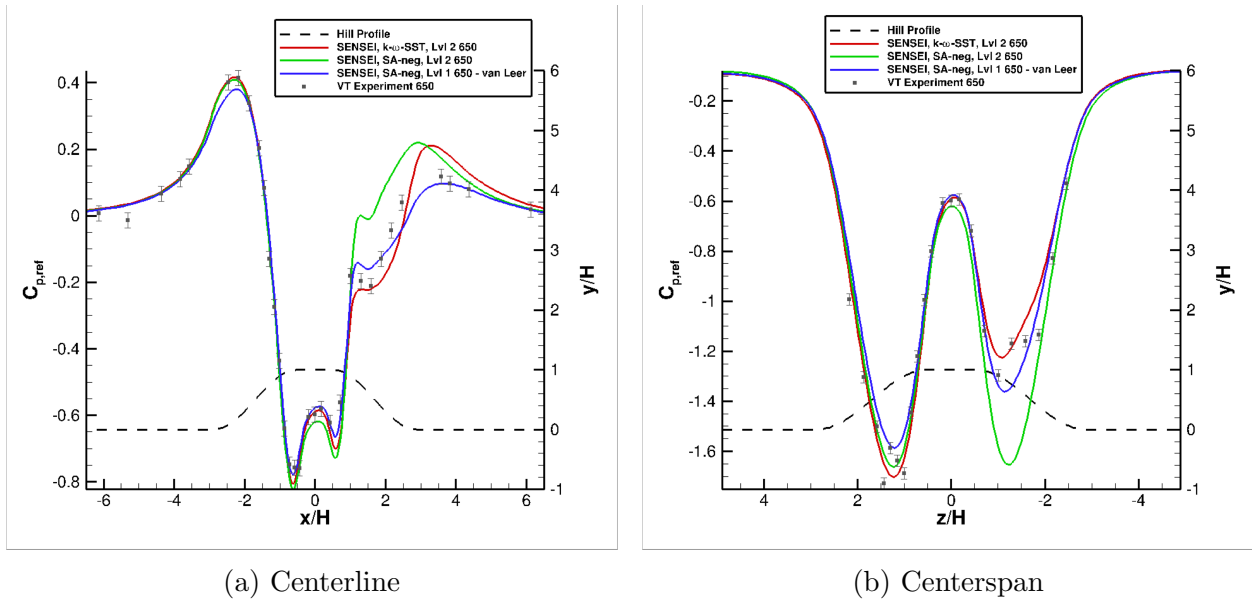 Hill Profile
SENSEI, k-ω-SST, Lvl 2 650
SENSEI, SA-neg, Lvl 2 650
SENSEI, SA-neg, Lvl 1 650 - van Leer
VT Experiment 650
0.4
0.2
0
-0.2
-0.4
-0.6
-0.8
C_p,ref
-6
-4
-2
0
2
4
6
x/H
6
5
4
3
2
1
0
-1
y/H
(a) Centerline
Hill Profile
SENSEI, k-ω-SST, Lvl 2 650
SENSEI, SA-neg, Lvl 2 650
SENSEI, SA-neg, Lvl 1 650 - van Leer
VT Experiment 650
-0.2
-0.4
-0.6
-0.8
-1
-1.2
-1.4
-1.6
C_p,ref
4
2
0
-2
-4
z/H
6
5
4
3
2
1
0
-1
y/H
(b) Centerspan